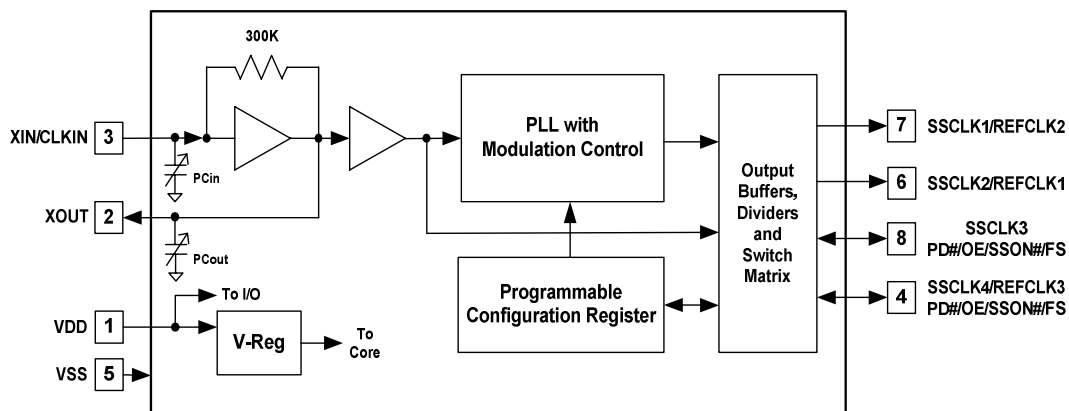 300K
XIN/CLKIN
3
PCin
XOUT
2
PCout
To I/O
VDD
1
V-Reg
To
Core
VSS
5
PLL with
Modulation Control
Programmable
Configuration Register
Output
Buffers,
Dividers
and
Switch
Matrix
7
SSCLK1/REFCLK2
6
SSCLK2/REFCLK1
8
SSCLK3
PD#/OE/SSON#/FS
4
SSCLK4/REFCLK3
PD#/OE/SSON#/FS